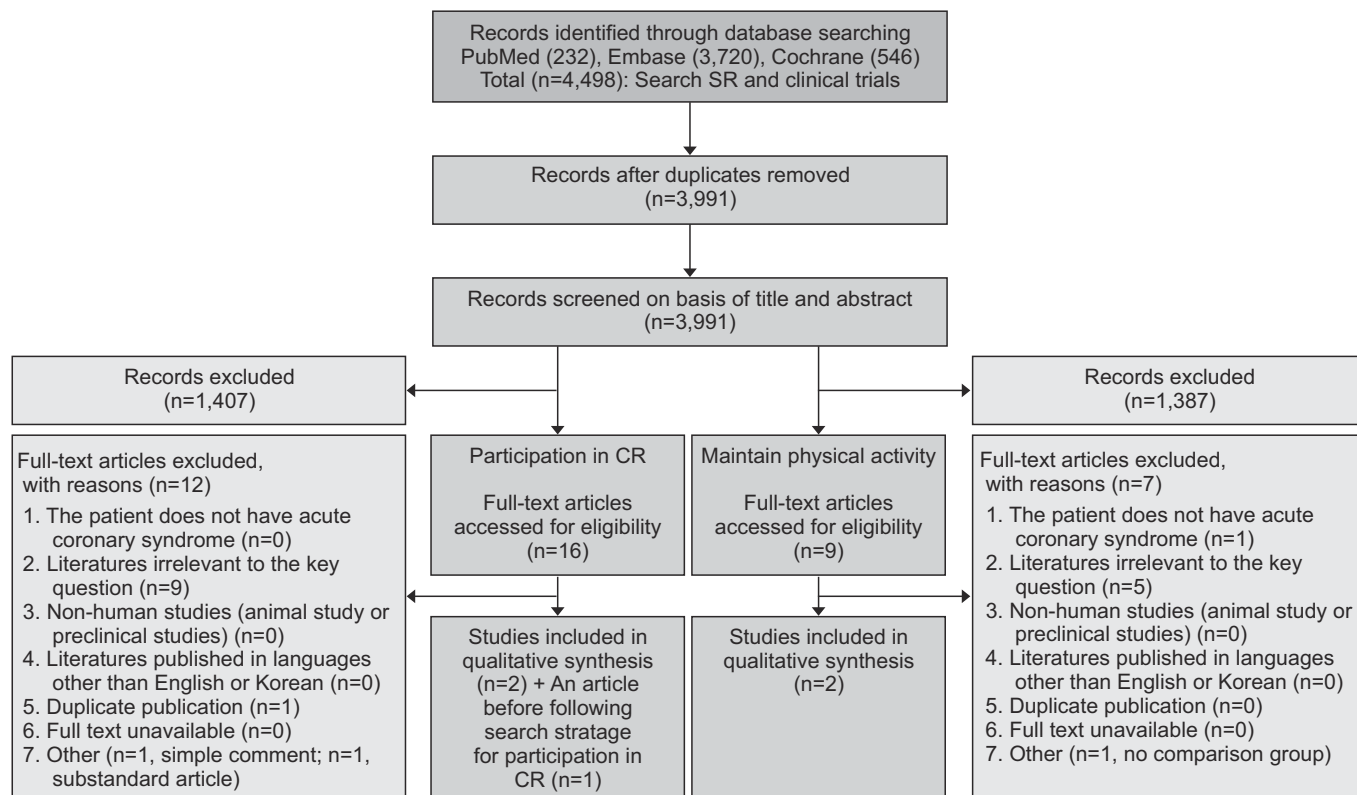 Records identified through database searching
PubMed (232), Embase (3,720), Cochrane (546)
Total (n=4,498): Search SR and clinical trials
Records after duplicates removed
(n=3,991)
Records screened on basis of title and abstract
(n=3,991)
Records excluded
(n=1,407)
Records excluded
(n=1,387)
Full-text articles excluded,
with reasons (n=12)
1. The patient does not have acute
coronary syndrome (n=0)
2. Literatures irrelevant to the key
question (n=9)
3. Non-human studies (animal study or
preclinical studies) (n=0)
4. Literatures published in languages
other than English or Korean (n=0)
5. Duplicate publication (n=1)
6. Full text unavailable (n=0)
7. Other (n=1, simple comment; n=1,
substandard article)
Participation in CR
Full-text articles
accessed for eligibility
(n=16)
Maintain physical activity
Full-text articles
accessed for eligibility
(n=9)
Studies included in
qualitative synthesis
(n=2) + An article
before following
search stratage
for participation in
CR (n=1)
Studies included in
qualitative synthesis
(n=2)
Full-text articles excluded,
with reasons (n=7)
1. The patient does not have acute
coronary syndrome (n=1)
2. Literatures irrelevant to the key
question (n=5)
3. Non-human studies (animal study or
preclinical studies) (n=0)
4. Literatures published in languages
other than English or Korean (n=0)
5. Duplicate publication (n=0)
6. Full text unavailable (n=0)
7. Other (n=1, no comparison group)